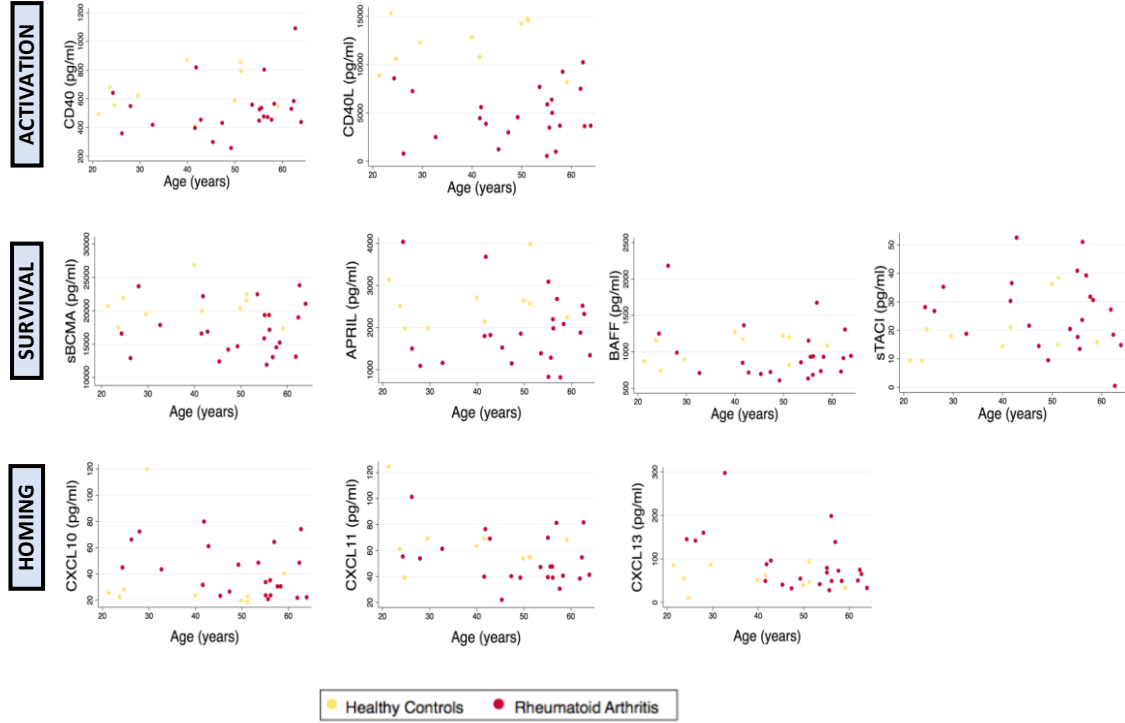 ACTIVATION
CD40 (pg/ml)
200 400 600 800 1000 1200
20 30 40 50 60
Age (years)
CD40L (pg/ml)
0 5000 10000 15000
20 30 40 50 60
Age (years)
SURVIVAL
sBCMA (pg/ml)
10000 15000 20000 25000 30000
20 30 40 50 60
Age (years)
APRIL (pg/ml)
1000 2000 3000 4000
20 30 40 50 60
Age (years)
BAFF (pg/ml)
500 1000 1500 2000 2500
20 30 40 50 60
Age (years)
sTACI (pg/ml)
0 10 20 30 40 50
20 30 40 50 60
Age (years)
HOMING
CXCL10 (pg/ml)
20 40 60 80 100 120
20 30 40 50 60
Age (years)
CXCL11 (pg/ml)
20 40 60 80 100 120
20 30 40 50 60
Age (years)
CXCL13 (pg/ml)
0 100 200 300
20 30 40 50 60
Age (years)
Healthy Controls Rheumatoid Arthritis